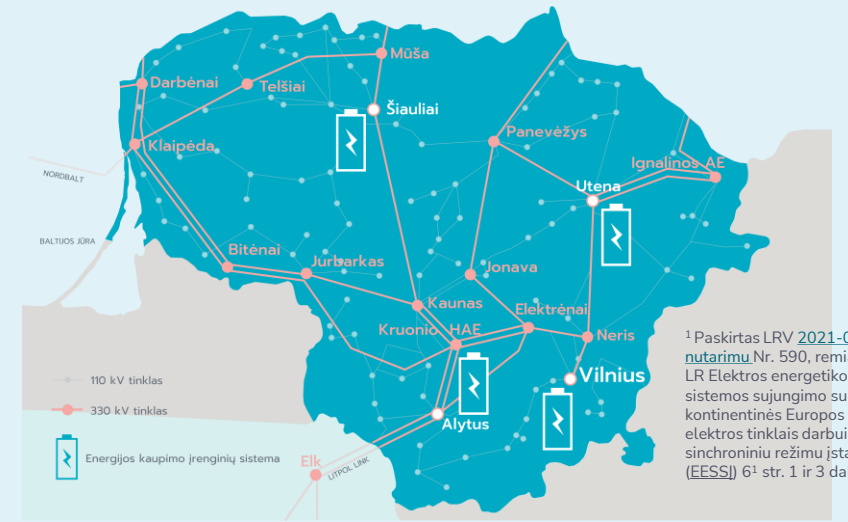 Mūša
Darbėnai
Telšiai
Šiauliai
Klaipėda
Panevėžys
Ignalinos AE
NORDBALT
Utena
BALTIJOS JŪRA
Bitėnai
Jurbarkas
Jonava
Kaunas
Elektrėnai
Kruonio HAE
Neris
Vilnius
Alytus
Elk
LITPOL LINK
110 kV tinklas
330 kV tinklas
Energijos kaupimo įrenginių sistema
1 Paskirtas LRV 2021-0
nutarimu Nr. 590, remia
LR Elektros energetiko
sistemos sujungimo su
kontinentinės Europos
elektros tinklais darbui
sinchroniniu režimu įsta
(EESSĮ) 6¹ str. 1 ir 3 dal